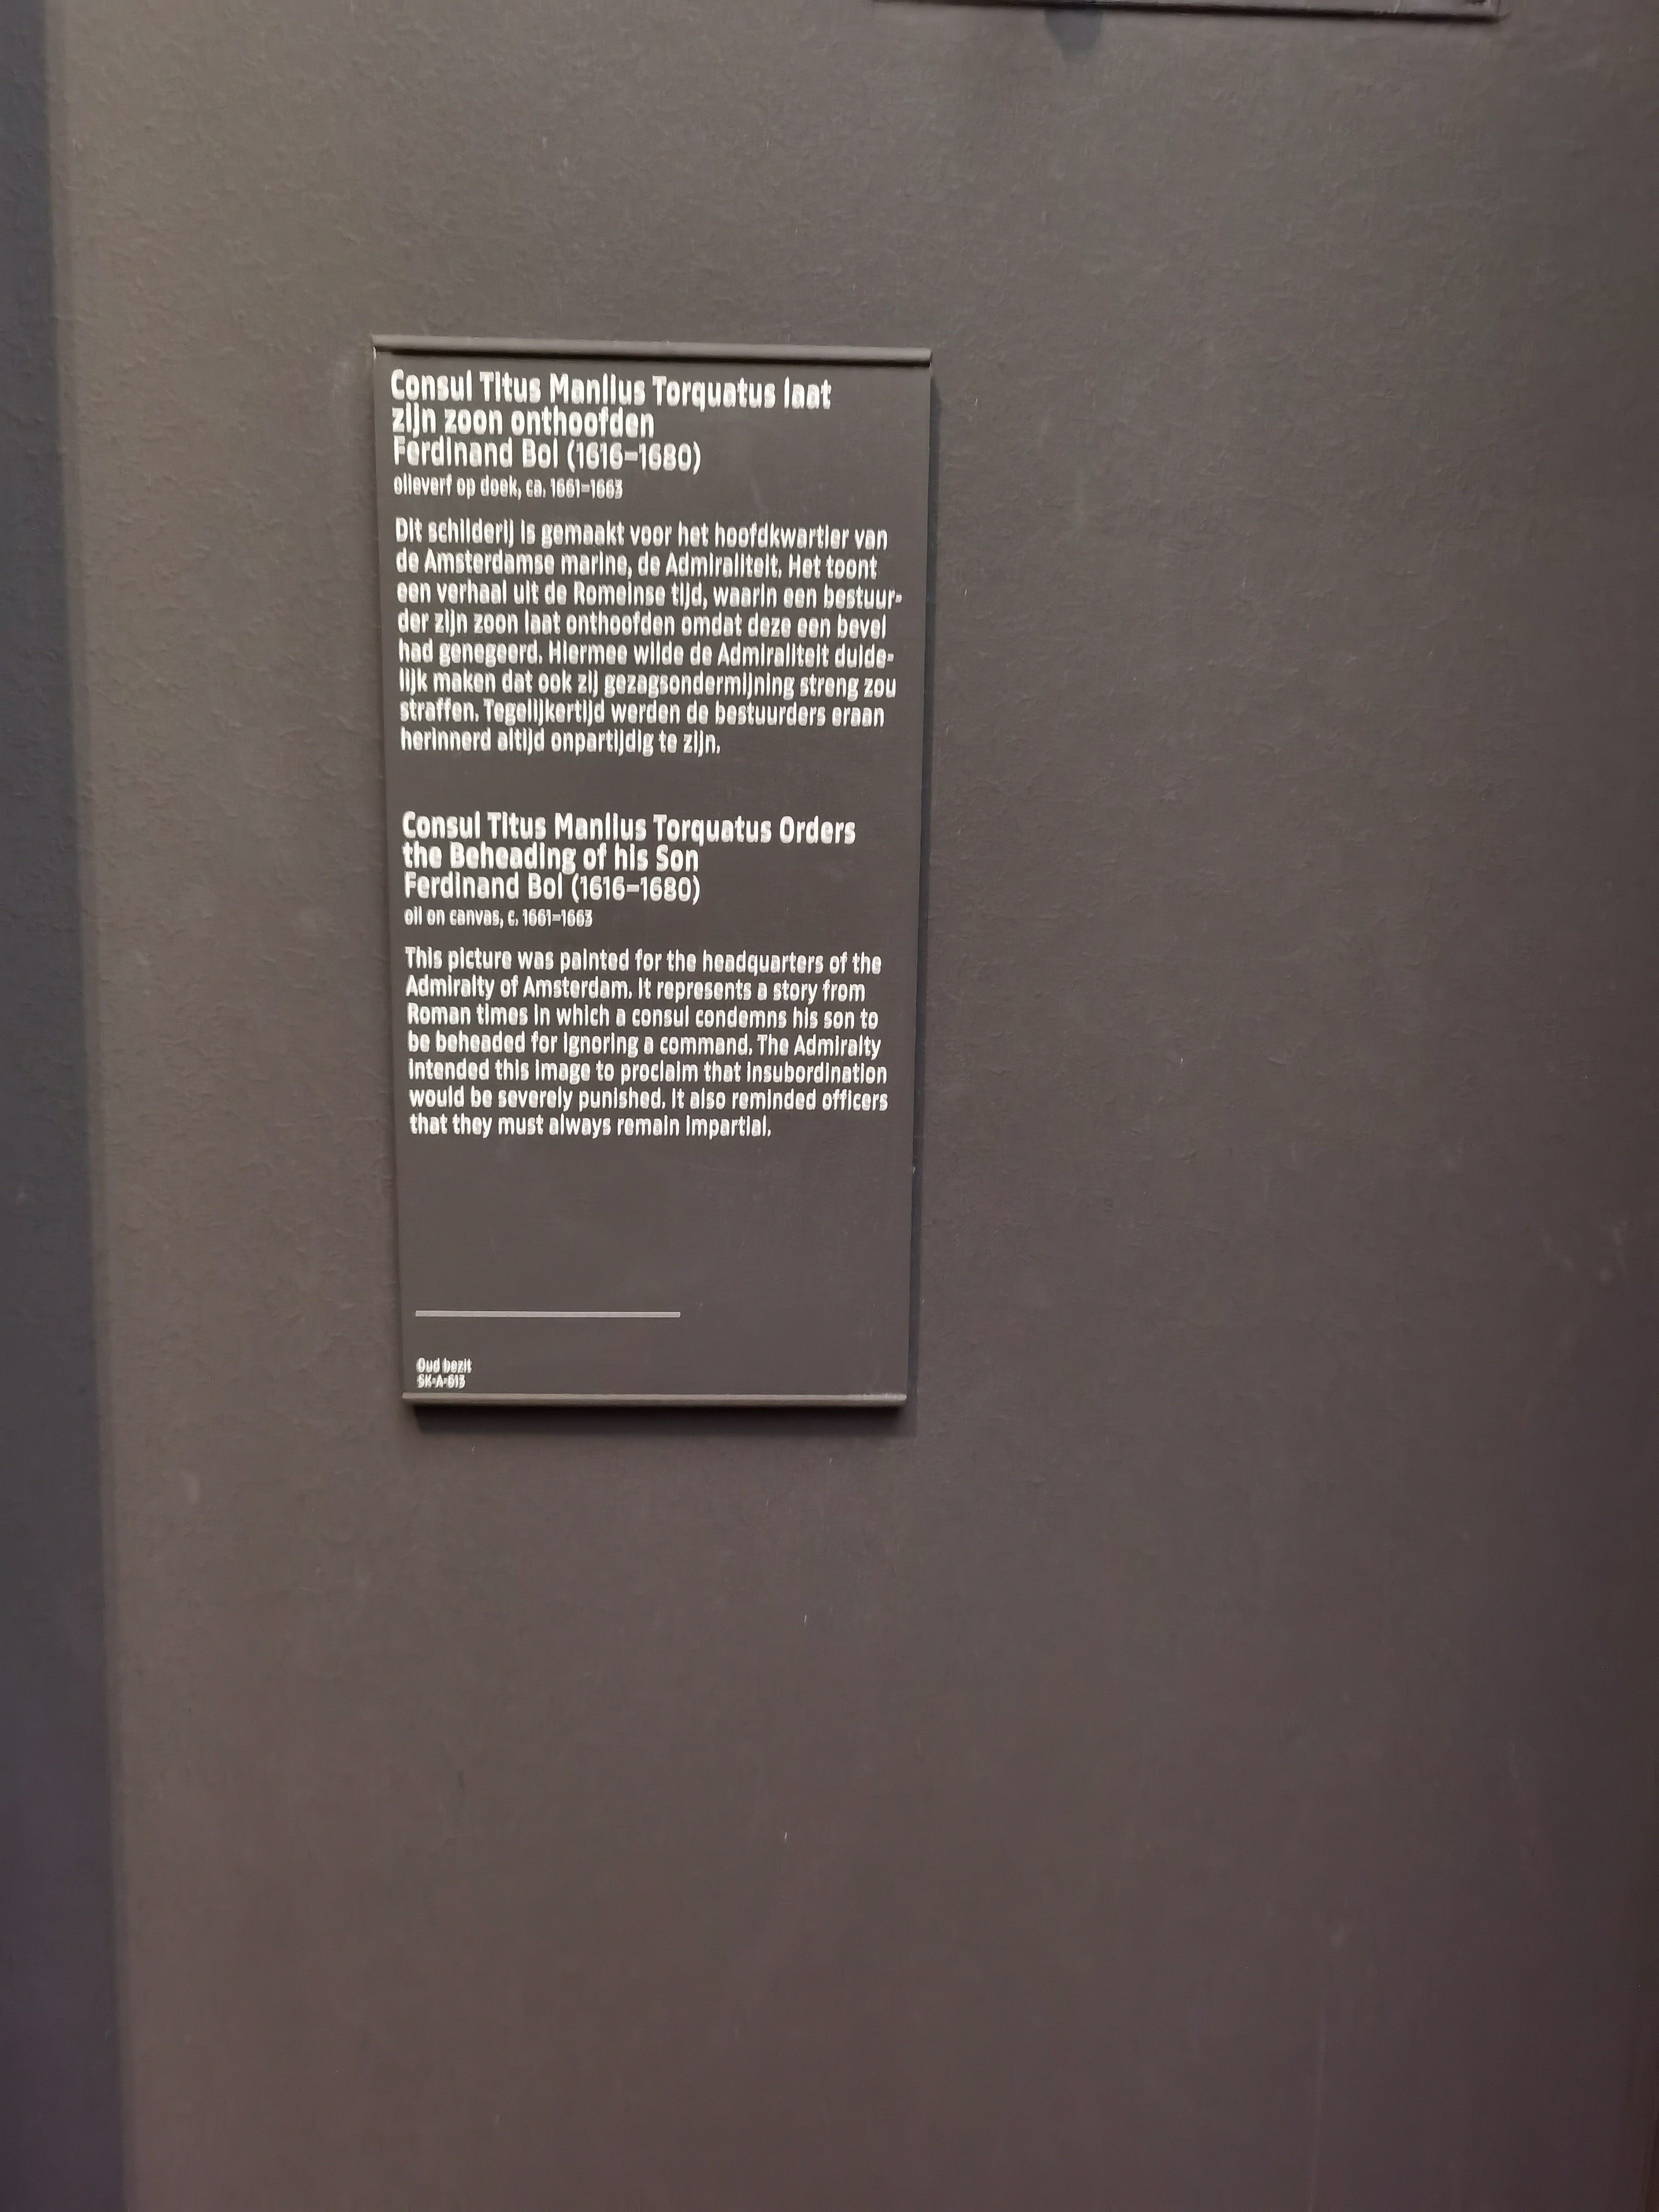 Consul Titus Manlius Torquatus laat
zijn zoon onthoofden
Ferdinand Bol (1616–1680)
olieverf op doek, ca. 1661–1663
Dit schilderij is gemaakt voor het hoofdkwartier van
de Amsterdamse marine, de Admiraliteit. Het toont
een verhaal uit de Romeinse tijd, waarin een bestuur-
der zijn zoon laat onthoofden omdat deze een bevel
had genegeerd. Hiermee wilde de Admiraliteit duide-
lijk maken dat ook zij gezagsondermijning streng zou
straffen. Tegelijkertijd werden de bestuurders eraan
herinnerd altijd onpartijdig te zijn.
Consul Titus Manlius Torquatus Orders
the Beheading of his Son
Ferdinand Bol (1616–1680)
oil on canvas, c. 1661–1663
This picture was painted for the headquarters of the
Admiralty of Amsterdam. It represents a story from
Roman times in which a consul condemns his son to
be beheaded for ignoring a command. The Admiralty
intended this image to proclaim that insubordination
would be severely punished. It also reminded officers
that they must always remain impartial.
Oud bezit
SK-A-613